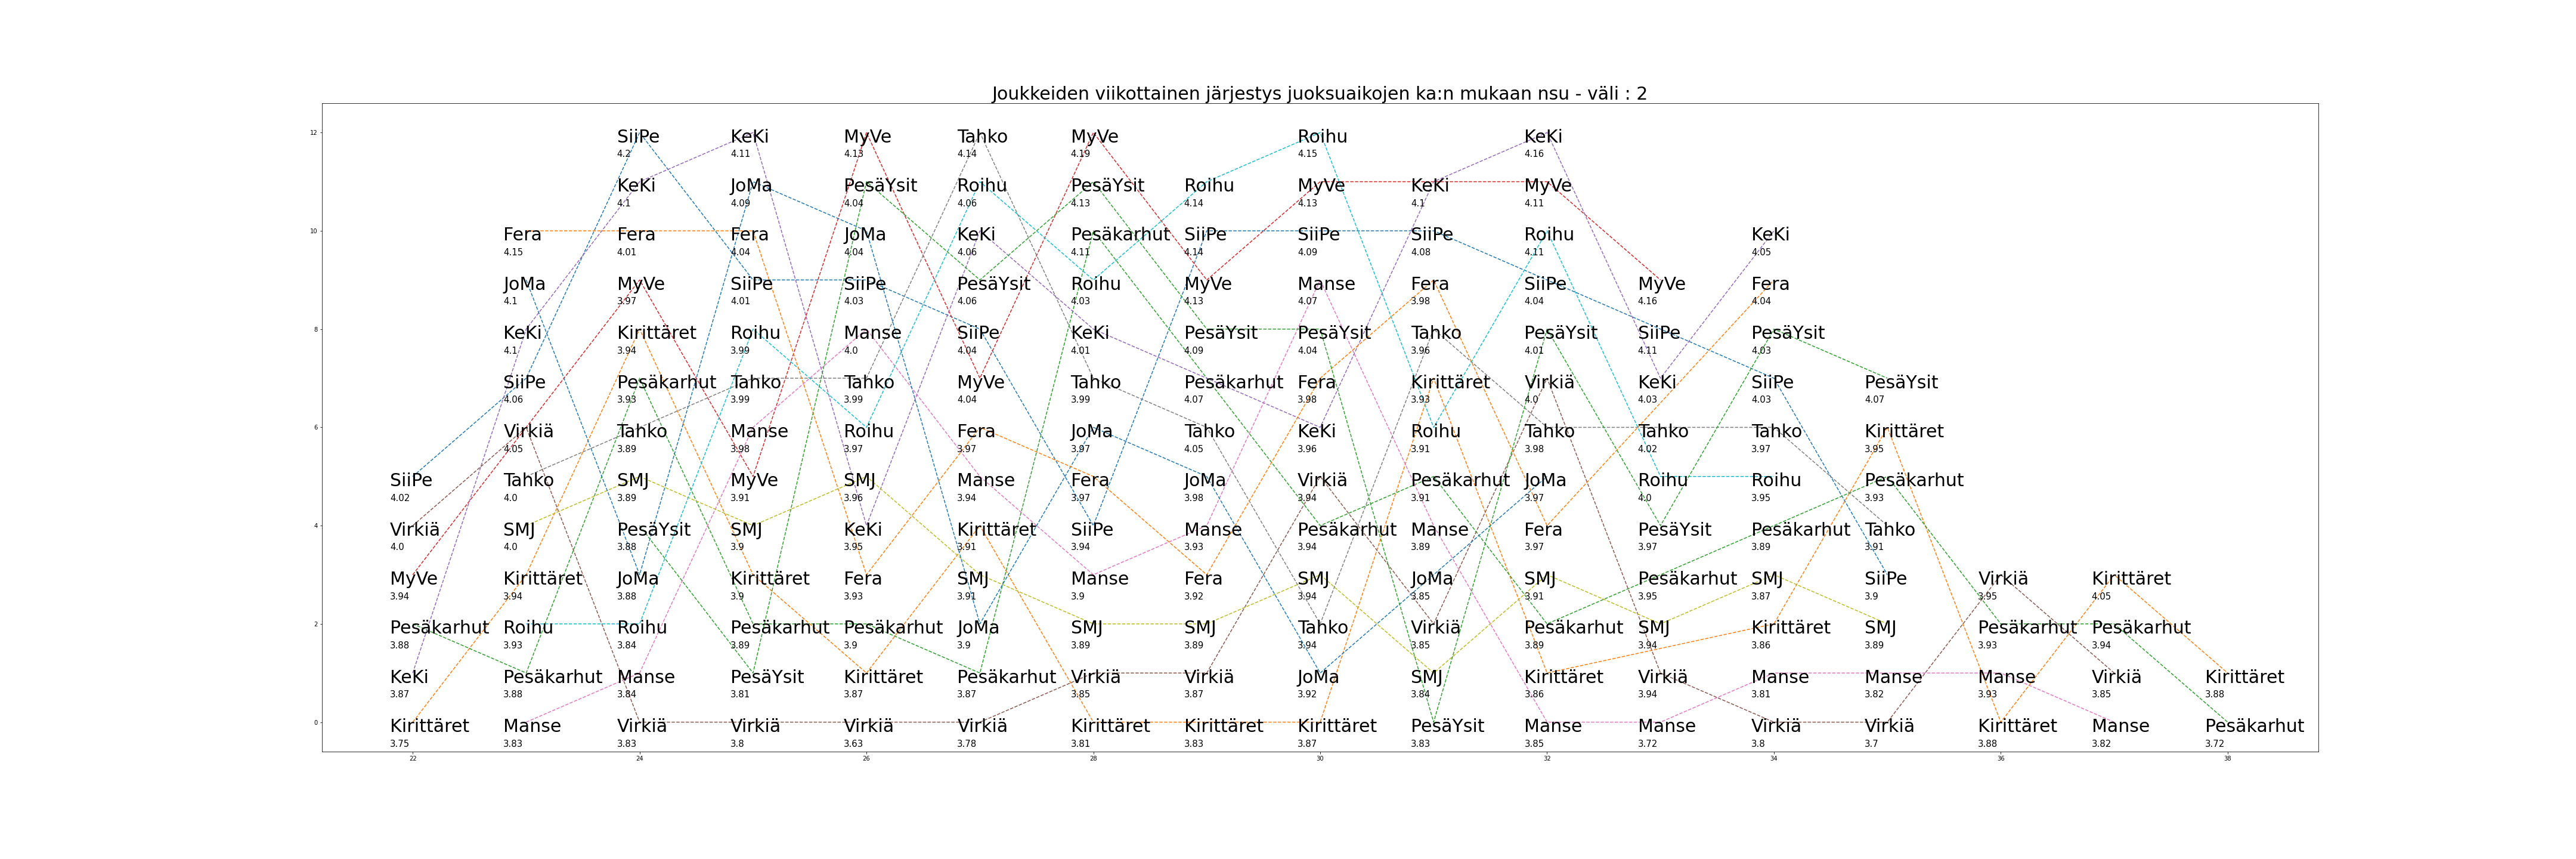 Joukkeiden viikottainen järjestys juoksuaikojen ka:n mukaan nsu - väli : 2
12 SiiPe KeKi MyVe Tahko MyVe Roihu KeKi
4.2 4.11 4.13 4.14 4.19 4.15 4.16
KeKi JoMa PesäYsit Roihu PesäYsit Roihu MyVe KeKi MyVe
4.1 4.09 4.04 4.06 4.13 4.14 4.13 4.1 4.11
10 Fera Fera Fera JoMa KeKi Pesäkarhut SiiPe SiiPe SiiPe Roihu KeKi
4.15 4.01 4.04 4.04 4.06 4.11 4.14 4.09 4.08 4.11 4.05
JoMa MyVe SiiPe SiiPe PesäYsit Roihu MyVe Manse Fera SiiPe MyVe Fera
4.1 3.97 4.01 4.03 4.06 4.03 4.13 4.07 3.98 4.04 4.16 4.04
8 KeKi Kirittäret Roihu Manse SiiPe KeKi PesäYsit PesäYsit Tahko PesäYsit SiiPe PesäYsit
4.1 3.94 3.99 4.0 4.04 4.01 4.09 4.04 3.96 4.01 4.11 4.03
SiiPe Pesäkarhut Tahko Tahko MyVe Tahko Pesäkarhut Fera Kirittäret Virkiä KeKi SiiPe PesäYsit
4.06 3.93 3.99 3.99 4.04 3.99 4.07 3.98 3.93 4.0 4.03 4.03 4.07
6 Virkiä Tahko Manse Roihu Fera JoMa Tahko KeKi Roihu Tahko Tahko Tahko Kirittäret
4.05 3.89 3.98 3.97 3.97 3.97 4.05 3.96 3.91 3.98 4.02 3.97 3.95
SiiPe Tahko SMJ MyVe SMJ Manse Fera JoMa Virkiä Pesäkarhut JoMa Roihu Roihu Pesäkarhut
4.02 4.0 3.89 3.91 3.96 3.94 3.97 3.98 3.94 3.91 3.97 4.0 3.95 3.93
4 Virkiä SMJ PesäYsit SMJ KeKi Kirittäret SiiPe Manse Pesäkarhut Manse Fera PesäYsit Pesäkarhut Tahko
4.0 4.0 3.88 3.9 3.95 3.91 3.94 3.93 3.94 3.89 3.97 3.97 3.89 3.91
MyVe Kirittäret JoMa Kirittäret Fera SMJ Manse Fera SMJ JoMa SMJ Pesäkarhut SMJ SiiPe Virkiä Kirittäret
3.94 3.94 3.88 3.9 3.93 3.91 3.9 3.92 3.94 3.85 3.91 3.95 3.87 3.9 3.95 4.05
2 Pesäkarhut Roihu Roihu Pesäkarhut Pesäkarhut JoMa SMJ SMJ Tahko Virkiä Pesäkarhut SMJ Kirittäret SMJ Pesäkarhut Pesäkarhut
3.88 3.93 3.84 3.89 3.9 3.9 3.89 3.89 3.94 3.85 3.89 3.94 3.86 3.89 3.93 3.94
KeKi Pesäkarhut Manse PesäYsit Kirittäret Pesäkarhut Virkiä Virkiä JoMa SMJ Kirittäret Virkiä Manse Manse Manse Virkiä Kirittäret
3.87 3.88 3.84 3.81 3.87 3.87 3.85 3.87 3.92 3.84 3.86 3.94 3.81 3.82 3.93 3.85 3.88
0 Kirittäret Manse Virkiä Virkiä Virkiä Virkiä Kirittäret Kirittäret Kirittäret PesäYsit Manse Manse Virkiä Virkiä Kirittäret Manse Pesäkarhut
3.75 3.83 3.83 3.8 3.63 3.78 3.81 3.83 3.87 3.83 3.85 3.72 3.8 3.7 3.88 3.82 3.72
22 24 26 28 30 32 34 36 38